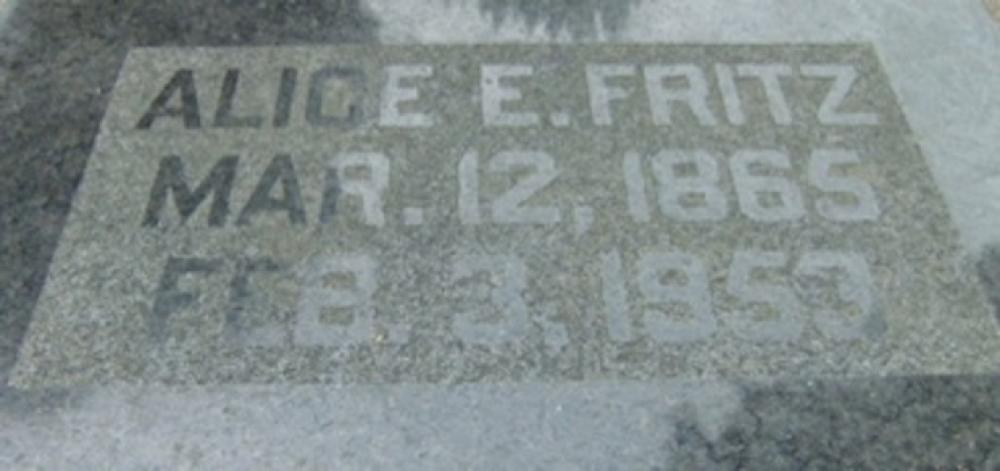 ALICE E. FRITZ
MAR. 12, 1865
FEB. 3, 1953